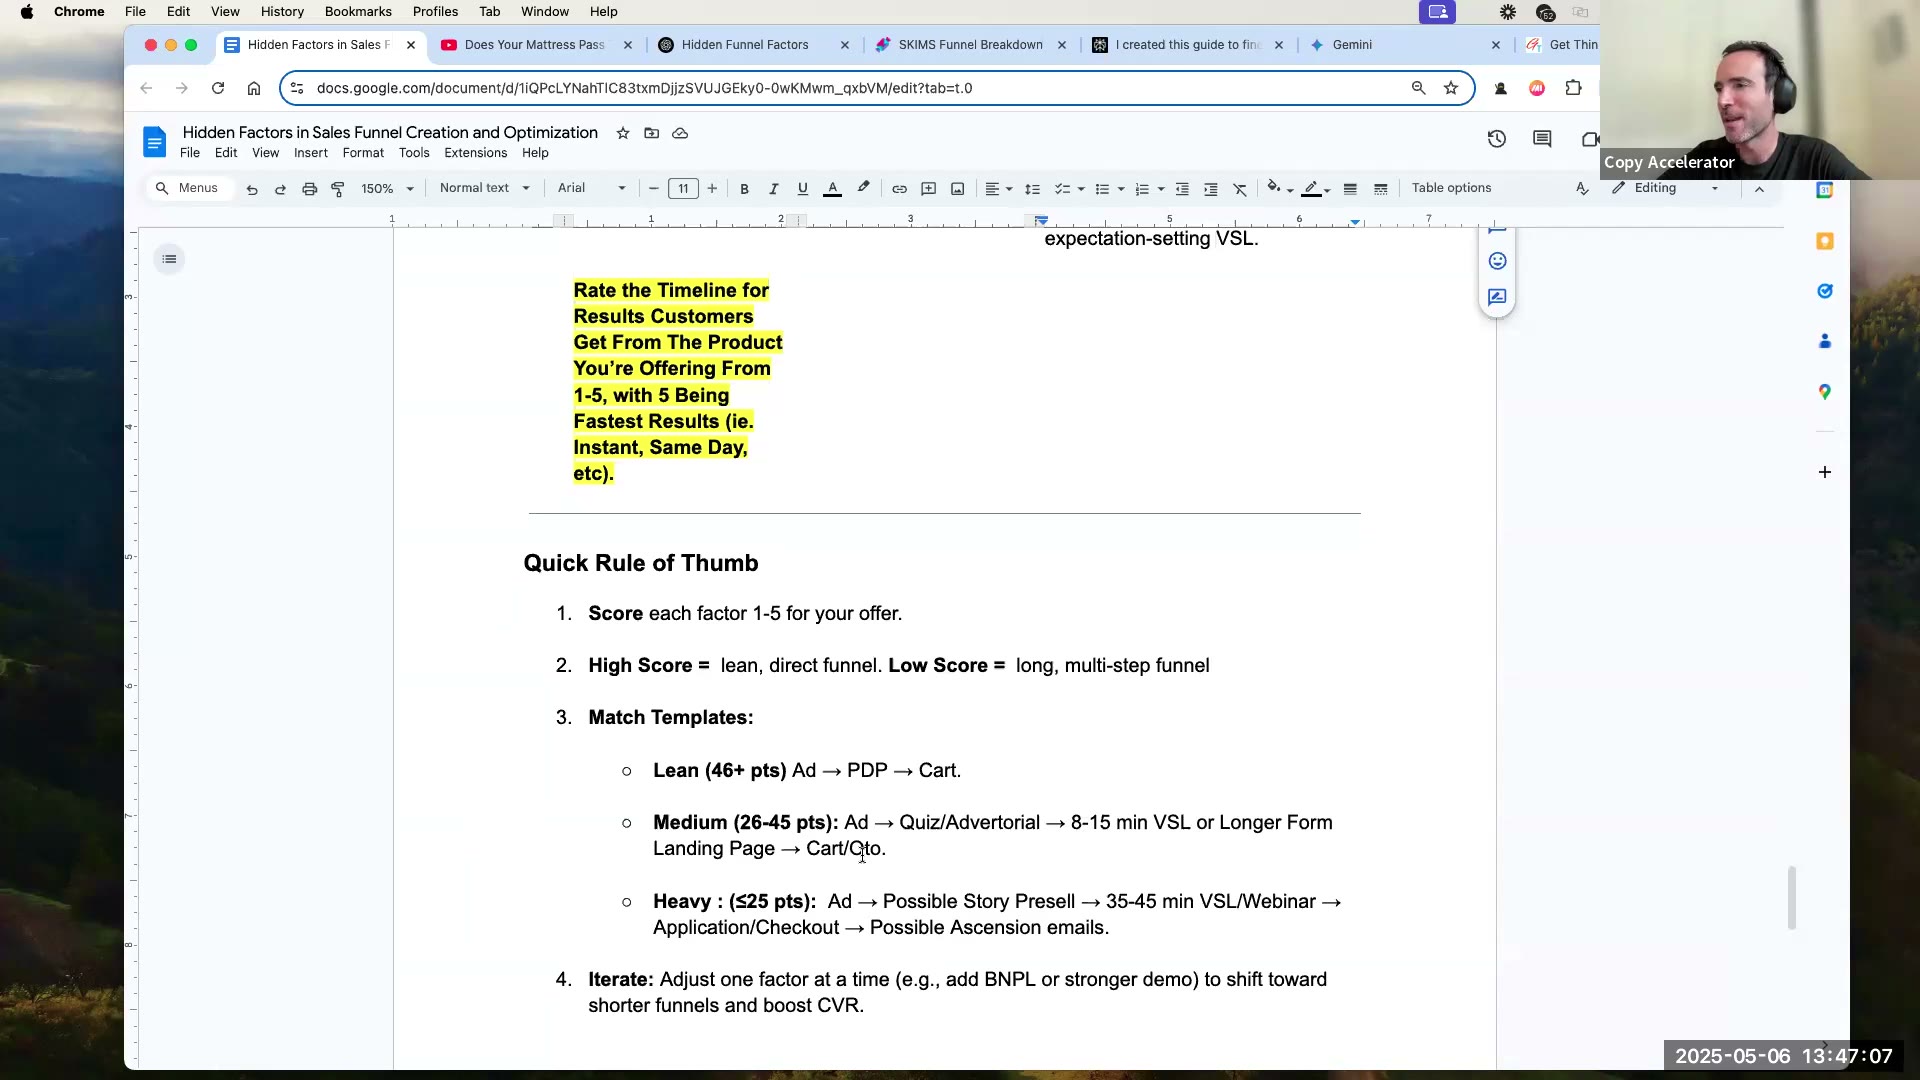 Chrome File Edit View History Bookmarks Profiles Tab Window Help
Hidden Factors in Sales F
Does Your Mattress Pass
Hidden Funnel Factors
SKIMS Funnel Breakdown
I created this guide to fin
Gemini
Get Thin
docs.google.com/document/d/1iQPcLYNahTlC83txmDjjzSVUJGEky0-0wKMwm_qxbVM/edit?tab=t.0
Hidden Factors in Sales Funnel Creation and Optimization
File Edit View Insert Format Tools Extensions Help
Copy Accelerator
Menus 150% Normal text Arial 11 Table options Editing
1 1 2 3 5 6 7
expectation-setting VSL.
Rate the Timeline for
Results Customers
Get From The Product
You're Offering From
1-5, with 5 Being
Fastest Results (ie.
Instant, Same Day,
etc).
Quick Rule of Thumb
1. Score each factor 1-5 for your offer.
2. High Score = lean, direct funnel. Low Score = long, multi-step funnel
3. Match Templates:
○ Lean (46+ pts) Ad → PDP → Cart.
○ Medium (26-45 pts): Ad → Quiz/Advertorial → 8-15 min VSL or Longer Form
Landing Page → Cart/Oto.
○ Heavy : (≤25 pts): Ad → Possible Story Presell → 35-45 min VSL/Webinar →
Application/Checkout → Possible Ascension emails.
4. Iterate: Adjust one factor at a time (e.g., add BNPL or stronger demo) to shift toward
shorter funnels and boost CVR.
2025-05-06 13:47:07